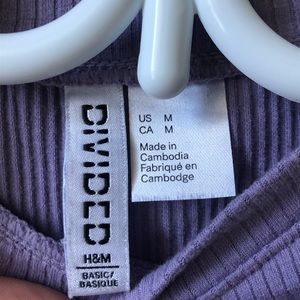 DIVIDED
H&M
BASIC/
BASIQUE
US M
CA M
Made in
Cambodia
Fabriqué en
Cambodge